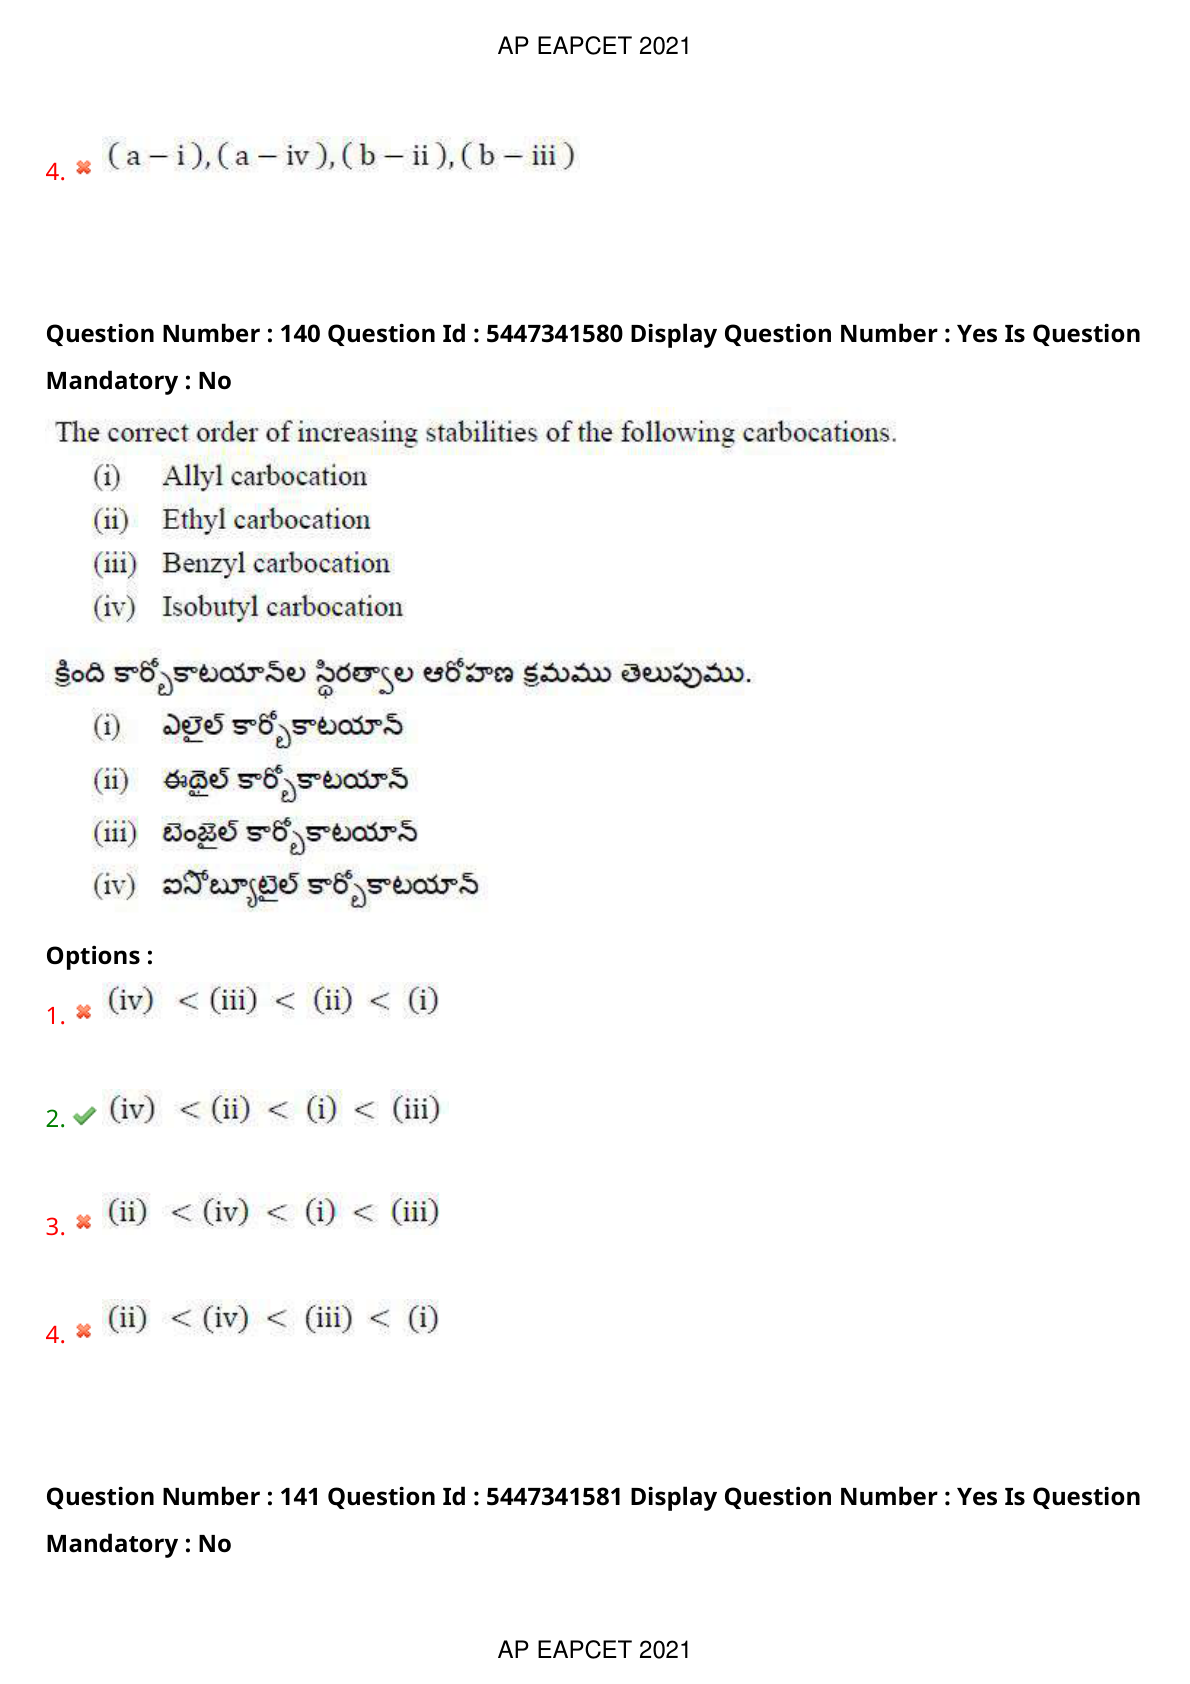 AP EAPCET 2021
4. ( a − i ), ( a − iv ), ( b − ii ), ( b − iii )
Question Number : 140 Question Id : 5447341580 Display Question Number : Yes Is Question
Mandatory : No
The correct order of increasing stabilities of the following carbocations.
(i) Allyl carbocation
(ii) Ethyl carbocation
(iii) Benzyl carbocation
(iv) Isobutyl carbocation
క్రింది కార్బోకాటయాన్‌ల స్థిరత్వాల ఆరోహణ క్రమము తెలుపుము.
(i) ఎలైల్ కార్బోకాటయాన్
(ii) ఈథైల్ కార్బోకాటయాన్
(iii) బెంజైల్ కార్బోకాటయాన్
(iv) ఐసోబ్యూటైల్ కార్బోకాటయాన్
Options :
1. (iv) < (iii) < (ii) < (i)
2. (iv) < (ii) < (i) < (iii)
3. (ii) < (iv) < (i) < (iii)
4. (ii) < (iv) < (iii) < (i)
Question Number : 141 Question Id : 5447341581 Display Question Number : Yes Is Question
Mandatory : No
AP EAPCET 2021